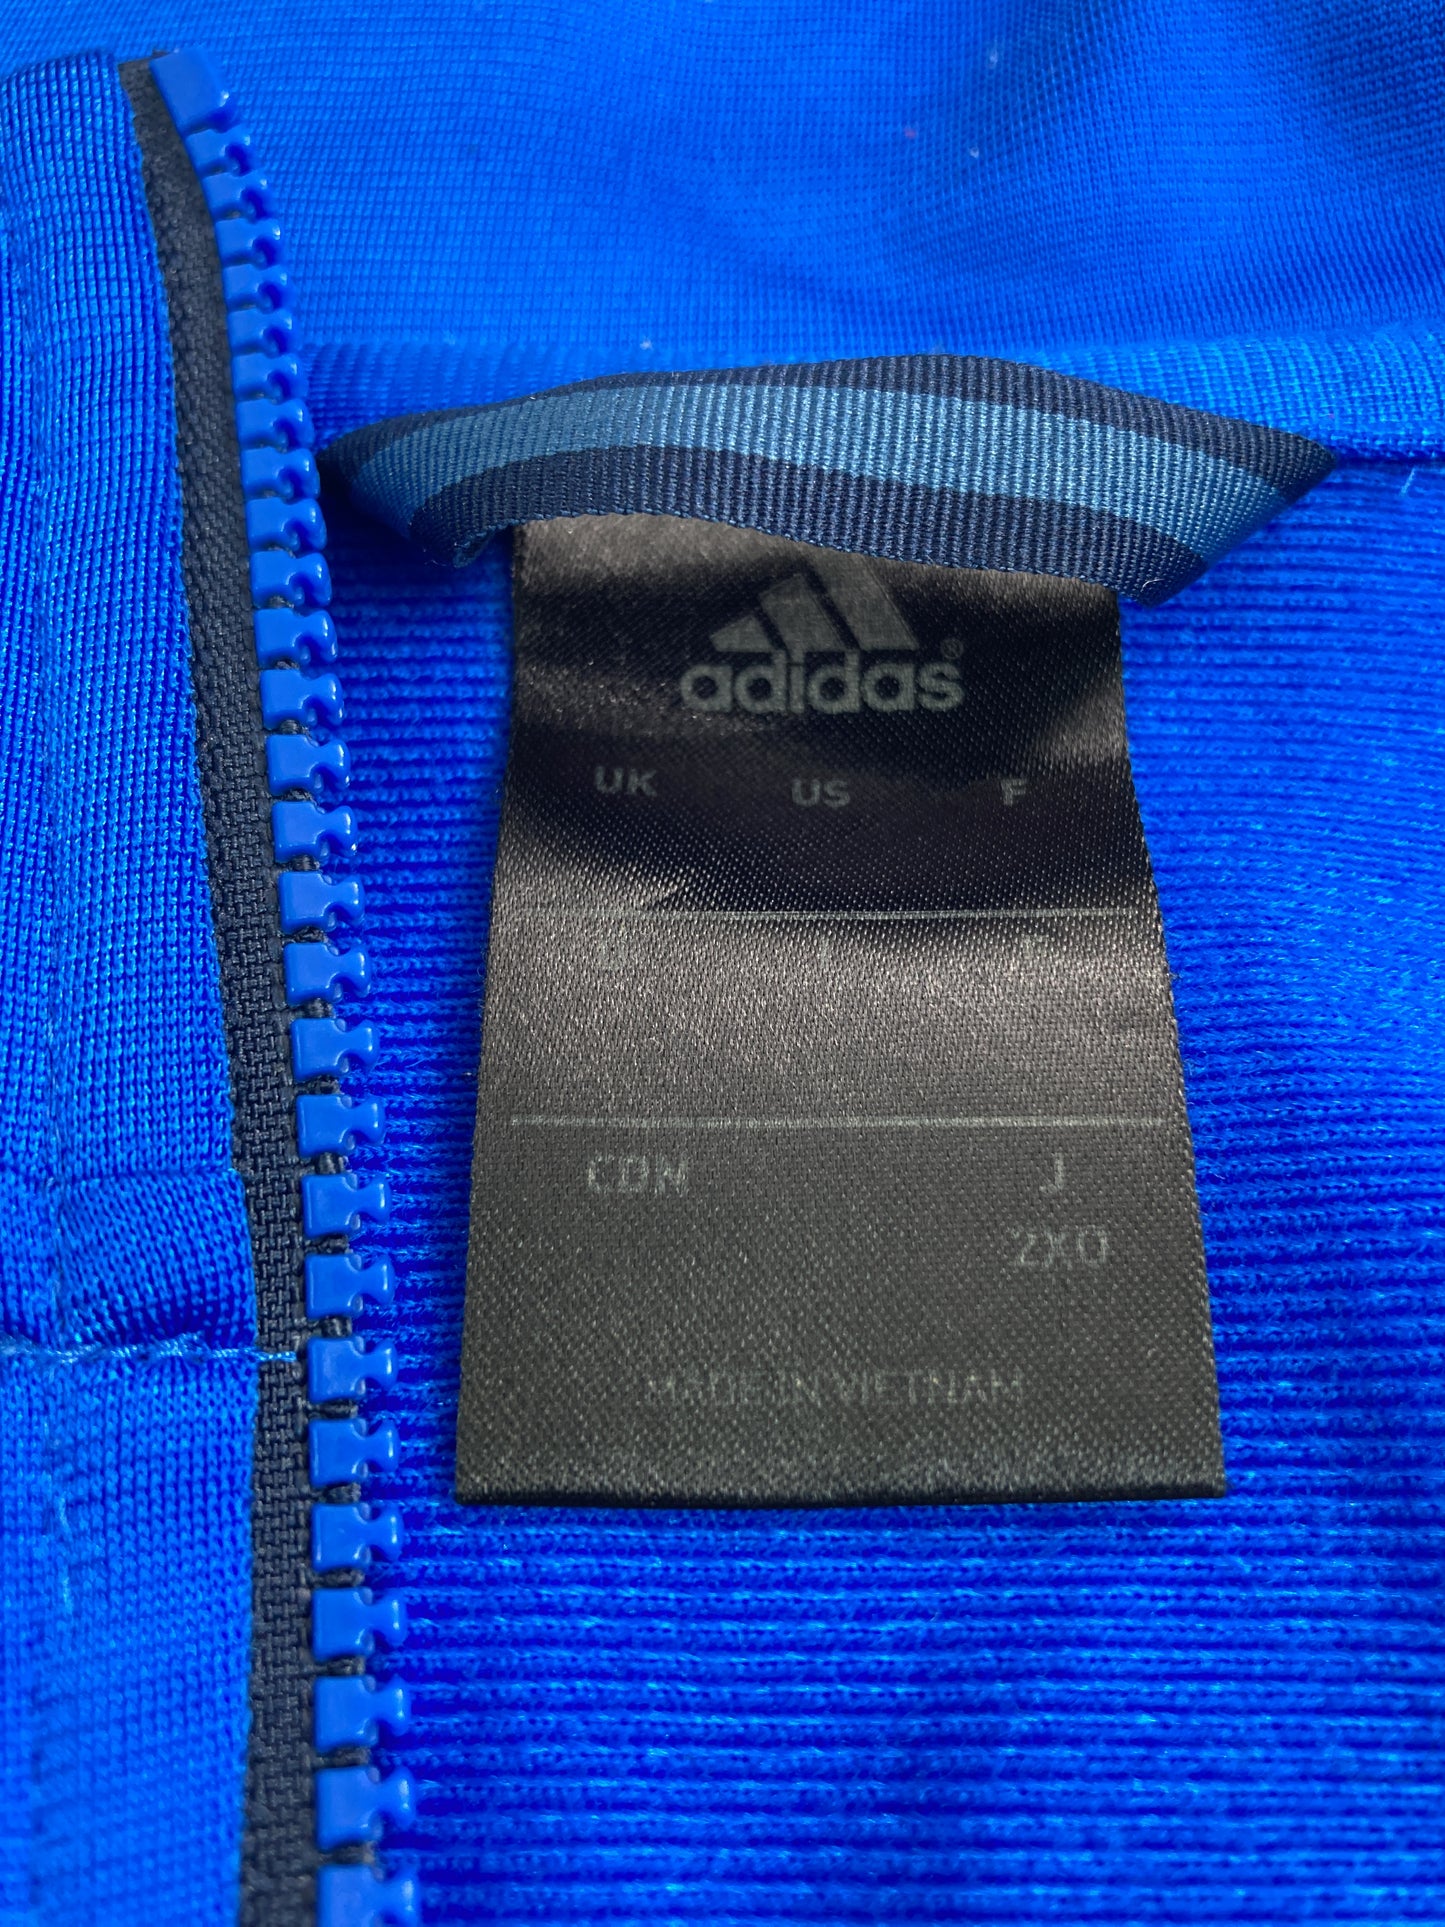 adidas®
UK US F
CDN J
2XO
MADE IN VIETNAM